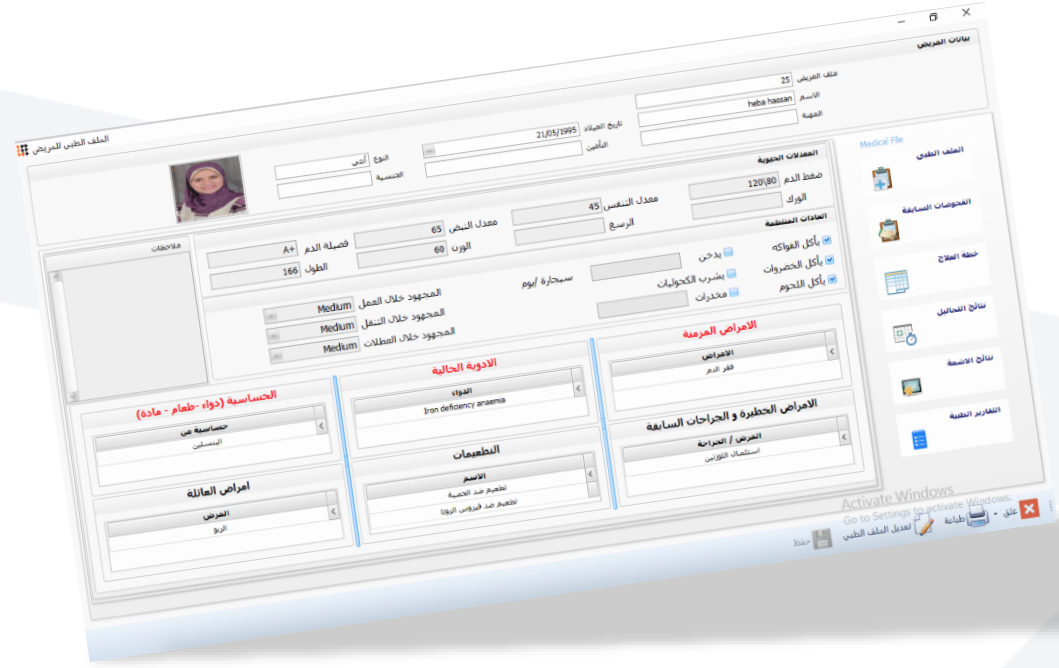 الملف الطبي للمريض
بيانات المريض
ملف المريض 25
الاسم heba hassan
المهنة
تاريخ الميلاد 21/05/1995
التأمين
النوع أنثى
الجنسية
Medical File
الملف الطبي
الفحوصات السابقة
خطة العلاج
نتائج التحاليل
نتائج الاشعة
التقارير الطبية
المعدلات الحيوية
ضغط الدم 120\80
معدل التنفس 45
معدل النبض 65
فصيلة الدم A+
الورك
الرسغ
الوزن 60
الطول 166
ملاحظات
العادات المنتظمة
يأكل الفواكه
يأكل الخضروات
يأكل اللحوم
يدخن
سيجارة /يوم
يشرب الكحوليات
مخدرات
المجهود خلال العمل Medium
المجهود خلال التنقل Medium
المجهود خلال العطلات Medium
الامراض المزمنة
الامراض
فقر الدم
الادوية الحالية
الدواء
Iron deficiency anaemia
الحساسية (دواء -طعام - مادة)
حساسية من
البنسلين
الامراض الخطيرة و الجراحات السابقة
المرض / الجراحة
استئصال اللوزتين
التطعيمات
الاسم
تطعيم ضد الحصبة
تطعيم ضد فيروس الروتا
امراض العائلة
المرض
الربو
Activate Windows
Go to Settings to activate Windows.
غلق
طباعة
تعديل الملف الطبي
حفظ